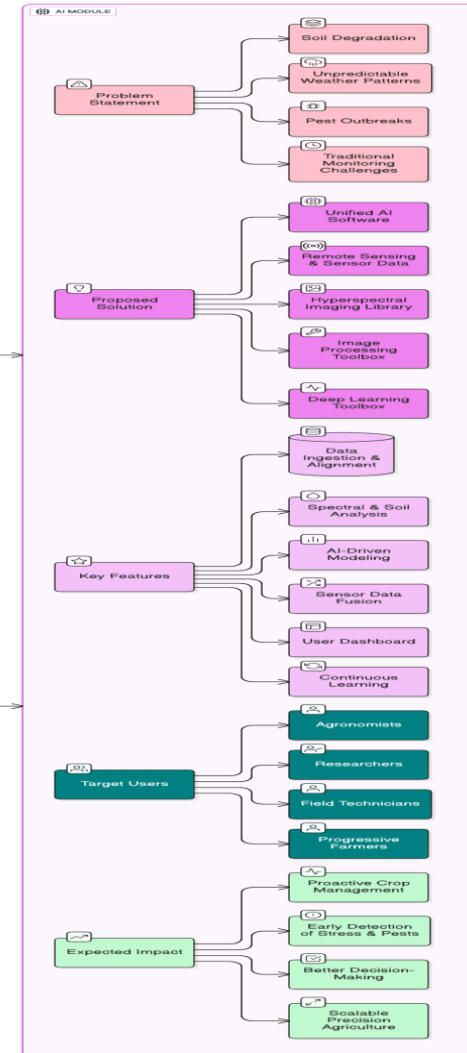 AI MODULE
Problem
Statement
Soil Degradation
Unpredictable
Weather Patterns
Pest Outbreaks
Traditional
Monitoring
Challenges
Proposed
Solution
Unified AI
Software
Remote Sensing
& Sensor Data
Hyperspectral
Imaging Library
Image
Processing
Toolbox
Deep Learning
Toolbox
Key Features
Data
Ingestion &
Alignment
Spectral & Soil
Analysis
AI-Driven
Modeling
Sensor Data
Fusion
User Dashboard
Continuous
Learning
Target Users
Agronomists
Researchers
Field Technicians
Progressive
Farmers
Expected Impact
Proactive Crop
Management
Early Detection
of Stress & Pests
Better Decision-
Making
Scalable
Precision
Agriculture